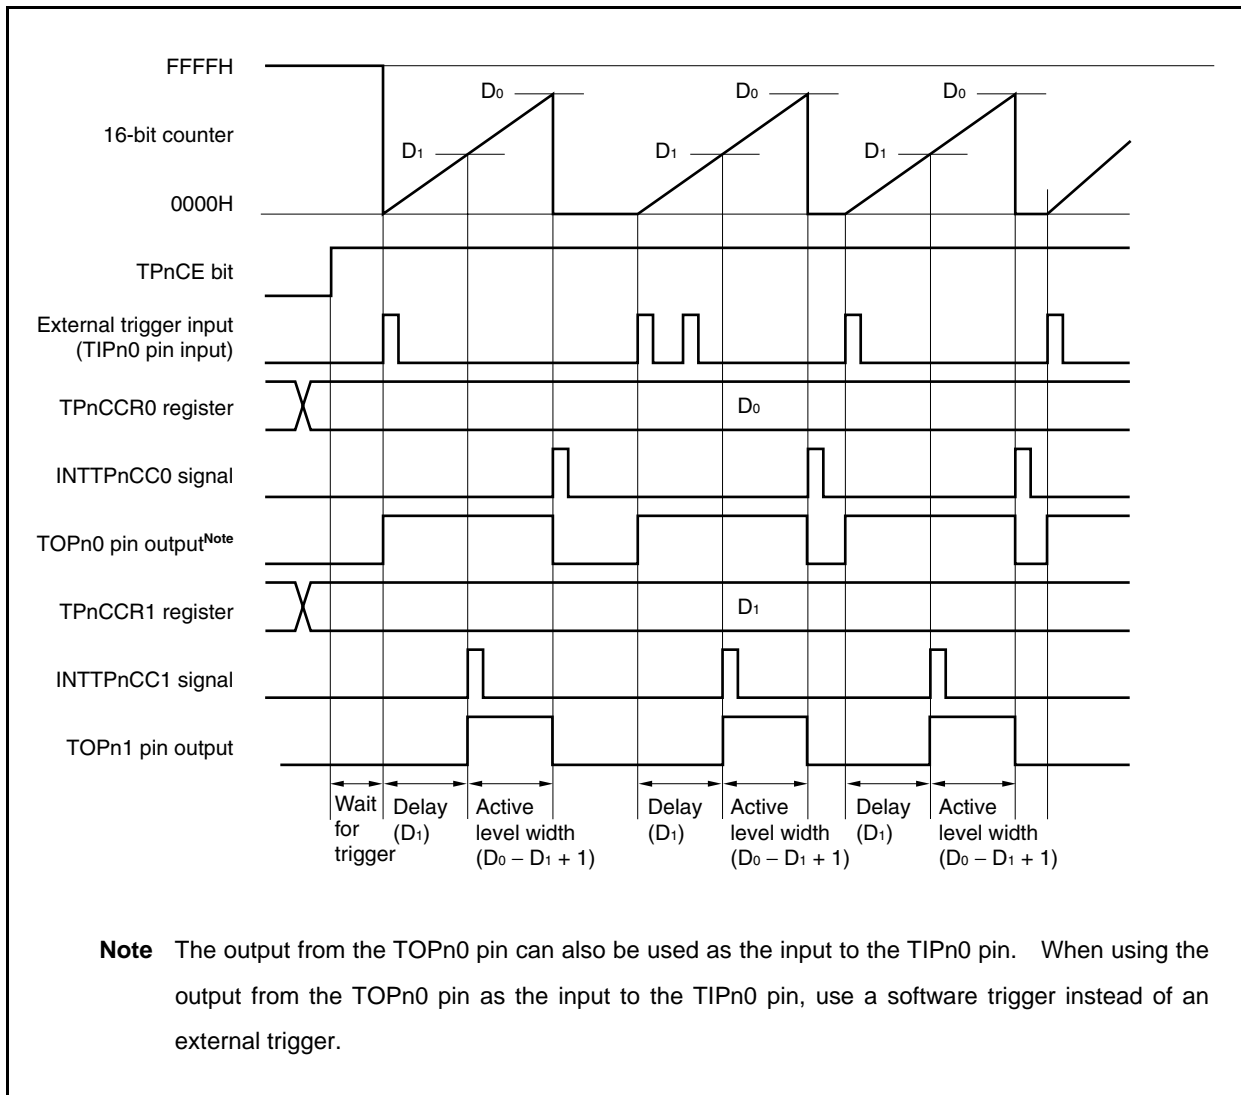 FFFFH
D0 D0 D0
16-bit counter
D1 D1 D1
0000H
TPnCE bit
External trigger input
(TIPn0 pin input)
TPnCCR0 register
D0
INTTPnCC0 signal
TOPn0 pin outputNote
TPnCCR1 register
D1
INTTPnCC1 signal
TOPn1 pin output
Wait
for
trigger
Delay
(D1)
Active
level width
(D0 – D1 + 1)
Delay
(D1)
Active
level width
(D0 – D1 + 1)
Delay
(D1)
Active
level width
(D0 – D1 + 1)
Note The output from the TOPn0 pin can also be used as the input to the TIPn0 pin. When using the
output from the TOPn0 pin as the input to the TIPn0 pin, use a software trigger instead of an
external trigger.